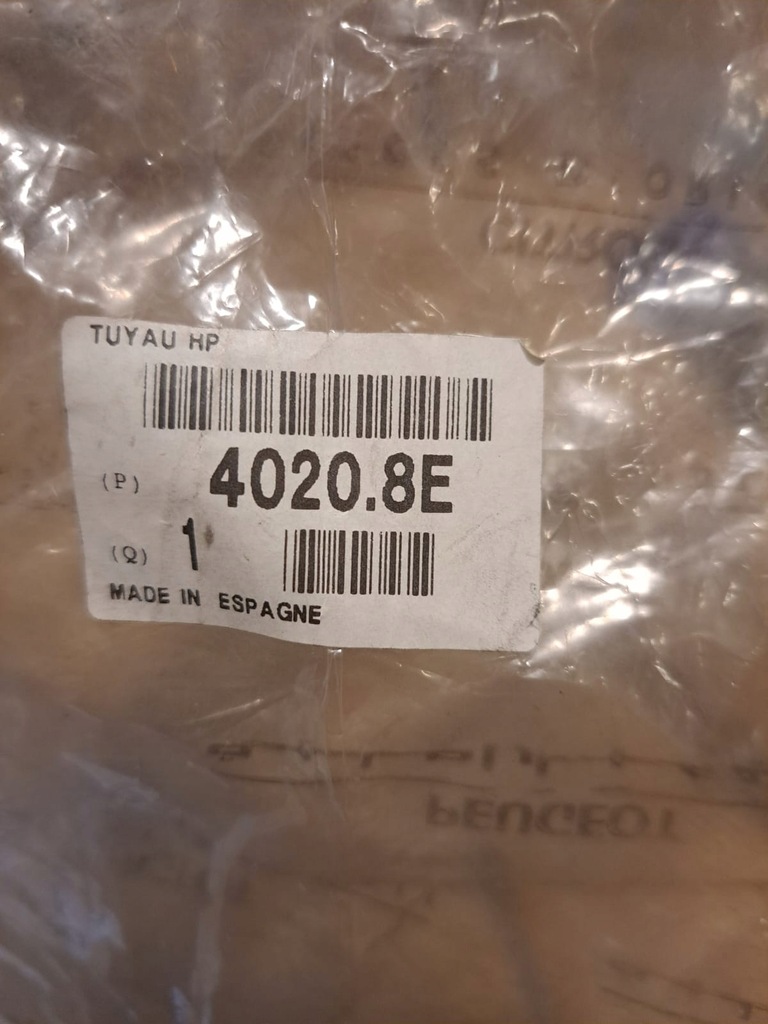 TUYAU HP
(P) 4020.8E
(Q) 1
MADE IN ESPAGNE
PEUGEOT